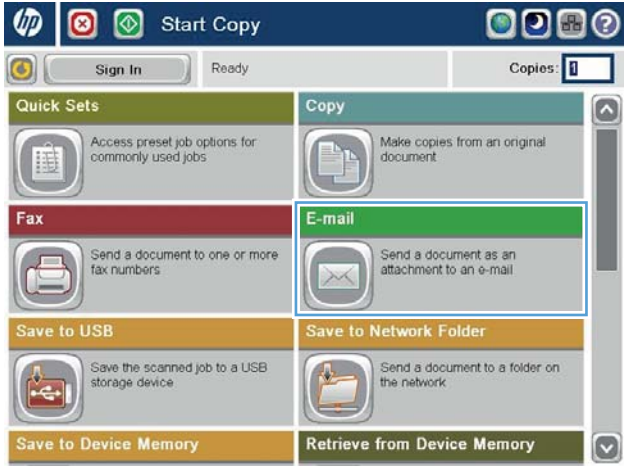 hp Start Copy ?
Sign In Ready Copies: 1
Quick Sets
Access preset job options for
commonly used jobs
Copy
Make copies from an original
document
Fax
Send a document to one or more
fax numbers
E-mail
Send a document as an
attachment to an e-mail
Save to USB
Save the scanned job to a USB
storage device
Save to Network Folder
Send a document to a folder on
the network
Save to Device Memory
Retrieve from Device Memory